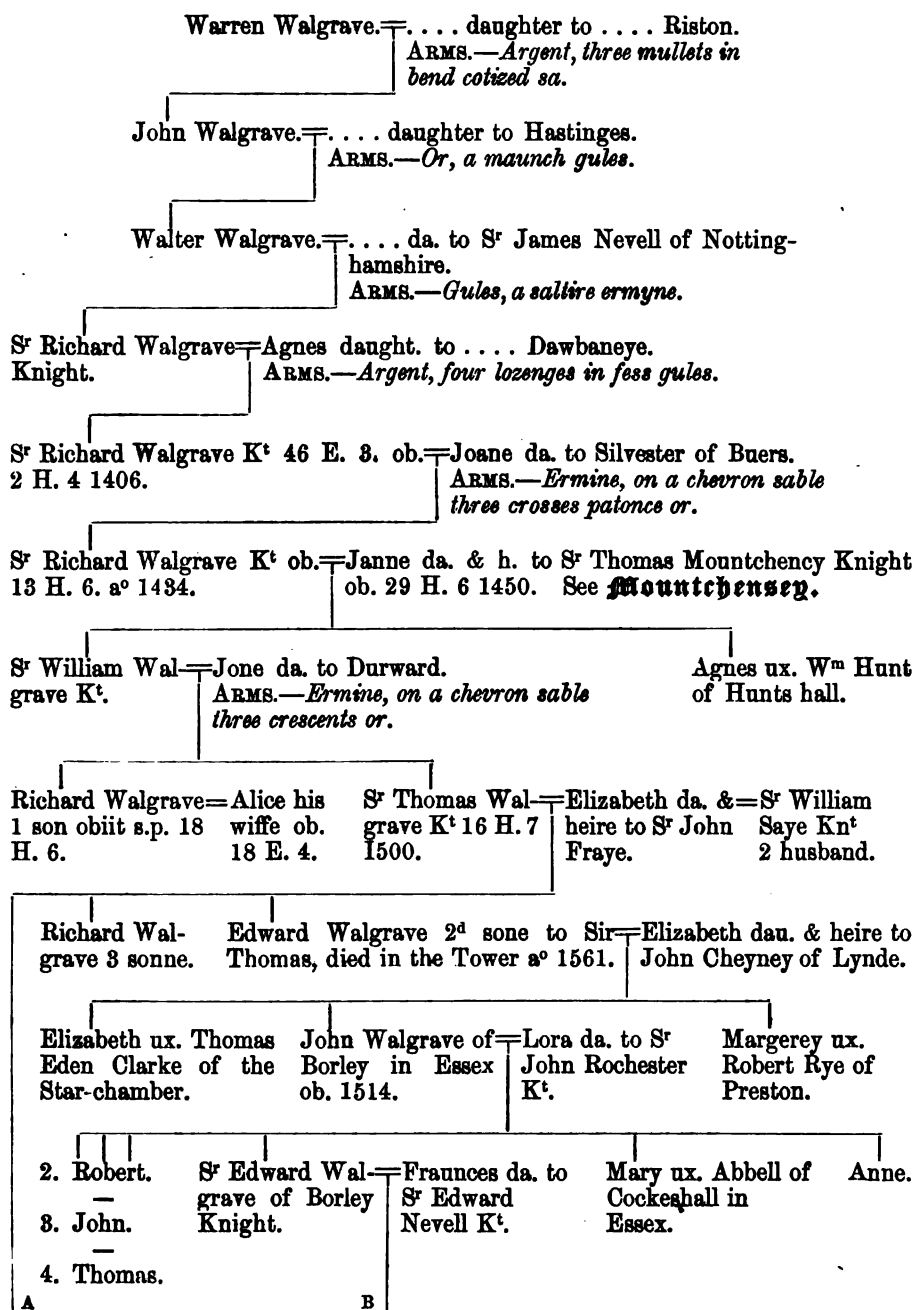 Warren Walgrave.=. . . . daughter to . . . . Riston.
ARMS.—Argent, three mullets in
bend cotized sa.
John Walgrave.=. . . . daughter to Hastinges.
ARMS.—Or, a maunch gules.
Walter Walgrave.=. . . . da. to Sr James Nevell of Notting-
hamshire.
ARMS.—Gules, a saltire ermyne.
Sr Richard Walgrave=Agnes daught. to . . . . Dawbaneye.
Knight.
ARMS.—Argent, four lozenges in fess gules.
Sr Richard Walgrave Kt 46 E. 3. ob.=Joane da. to Silvester of Buers.
2 H. 4 1406.
ARMS.—Ermine, on a chevron sable
three crosses patonce or.
Sr Richard Walgrave Kt ob.=Janne da. & h. to Sr Thomas Mountchency Knight
13 H. 6. ao 1434.
ob. 29 H. 6 1450. See Mountchensey.
Sr William Wal-=Jone da. to Durward.
grave Kt.
ARMS.—Ermine, on a chevron sable
three crescents or.
Agnes ux. Wm Hunt
of Hunts hall.
Richard Walgrave=
1 son obiit s.p. 18
H. 6.
Alice his
wiffe ob.
18 E. 4.
Sr Thomas Wal-=
grave Kt 16 H. 7
1500.
Elizabeth da. &=
heire to Sr John
Fraye.
Sr William
Saye Knt
2 husband.
Richard Wal-
grave 3 sonne.
Edward Walgrave 2d sone to Sir=
Thomas, died in the Tower ao 1561.
Elizabeth dau. & heire to
John Cheyney of Lynde.
Elizabeth ux. Thomas
Eden Clarke of the
Star-chamber.
John Walgrave of=
Borley in Essex
ob. 1514.
Lora da. to Sr
John Rochester
Kt.
Margerey ux.
Robert Rye of
Preston.
2. Robert.
—
3. John.
—
4. Thomas.
Sr Edward Wal-=
grave of Borley
Knight.
Fraunces da. to
Sr Edward
Nevell Kt.
Mary ux. Abbell of
Cockeshall in
Essex.
Anne.
A
B